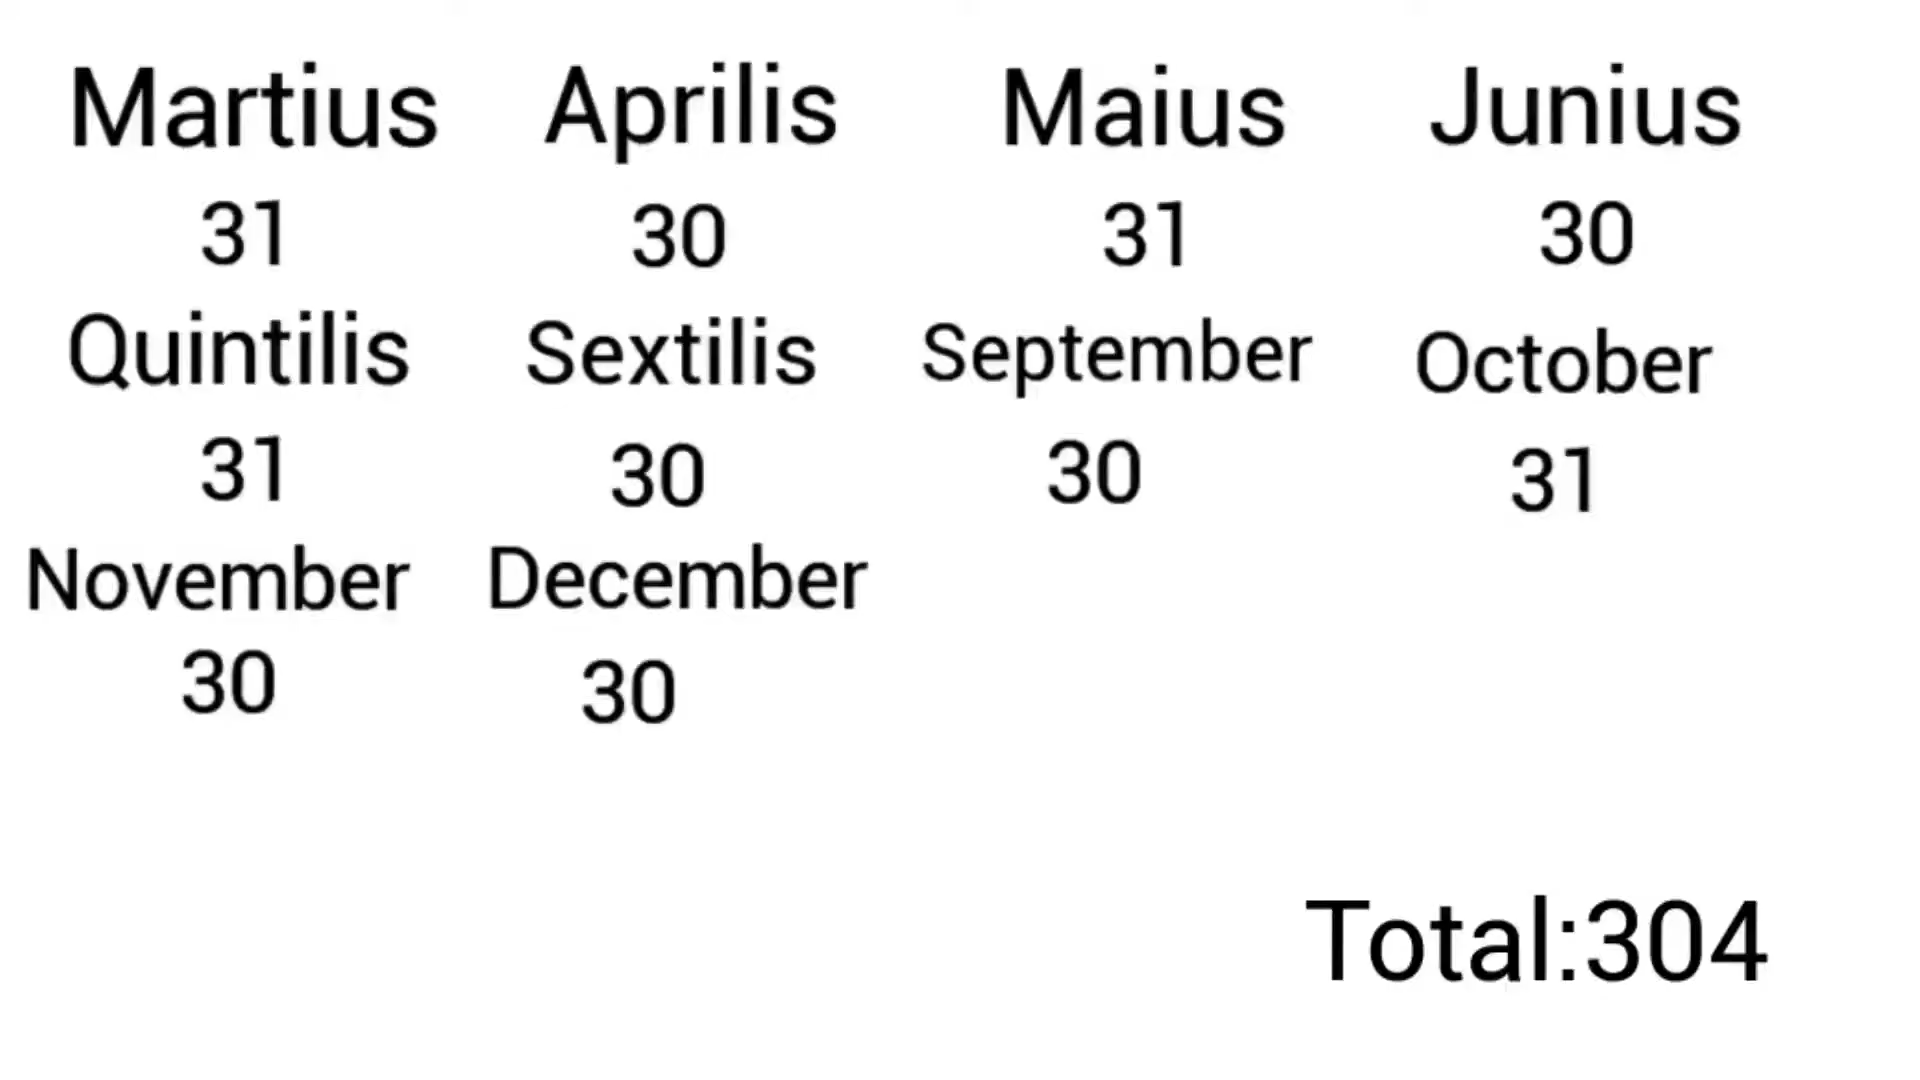 Martius Aprilis Maius Junius
31 30 31 30
Quintilis Sextilis September October
31 30 30 31
November December
30 30
Total:304